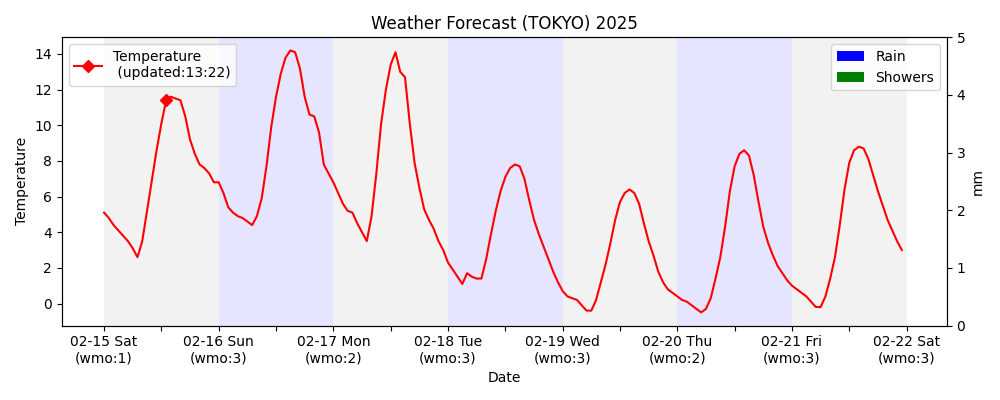 Weather Forecast (TOKYO) 2025
Temperature
(updated:13:22)
Rain
Showers
Temperature
14
12
10
8
6
4
2
0
5
4
3
2
1
0
mm
02-15 Sat
(wmo:1)
02-16 Sun
(wmo:3)
02-17 Mon
(wmo:2)
02-18 Tue
(wmo:3)
02-19 Wed
(wmo:3)
02-20 Thu
(wmo:2)
02-21 Fri
(wmo:3)
02-22 Sat
(wmo:3)
Date